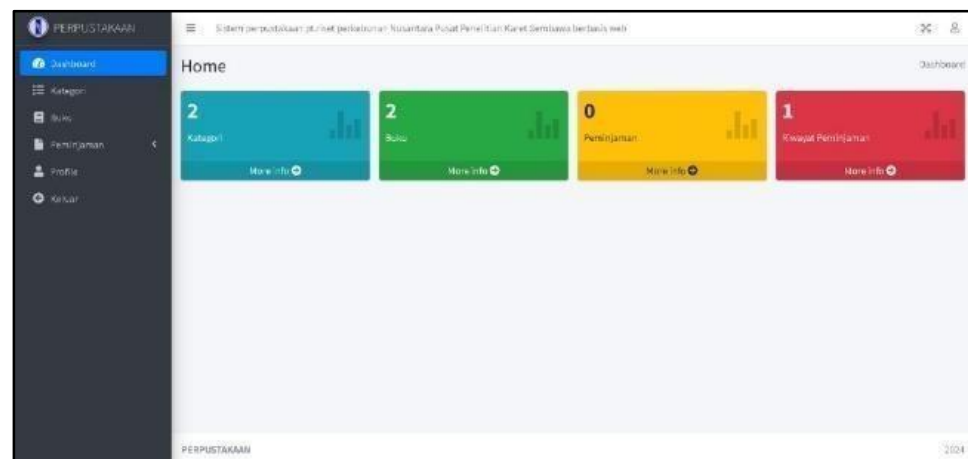 PERPUSTAKAAN
Sistem perpustakaan pt.riset perkebunan Nusantara Pusat Penelitian Karet Sembawa berbasis web
Dashboard
Kategori
Buku
Peminjaman
Profile
Keluar
Home
Dashboard
2
Kategori
More info
2
Buku
More info
0
Peminjaman
More info
1
Riwayat Peminjaman
More info
PERPUSTAKAAN
2024